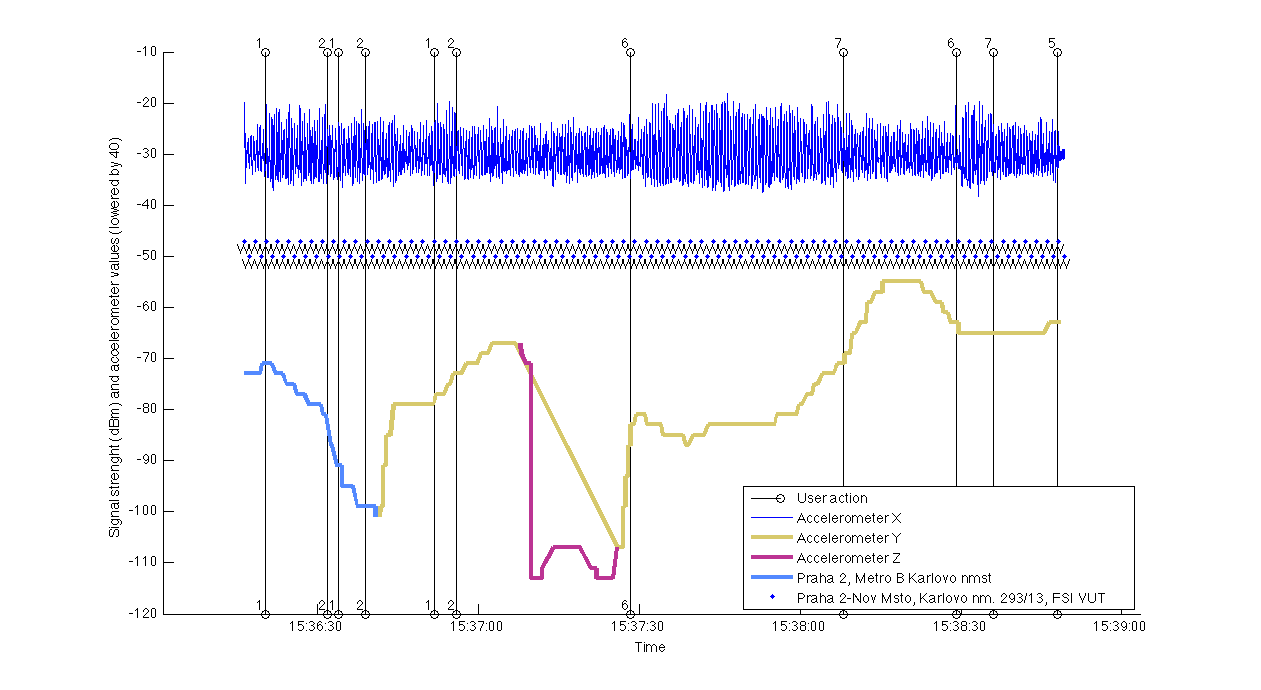 1 2 1 2 1 2 6 7 6 7 5
-10
-20
-30
-40
-50
-60
-70
-80
-90
-100
-110
-120
Signal strenght (dBm) and accelerometer values (lowered by 40)
User action
Accelerometer X
Accelerometer Y
Accelerometer Z
Praha 2, Metro B Karlovo nmst
Praha 2-Nov Msto, Karlovo nm. 293/13, FSI VUT
1 2 1 2 1 2 6
15:36:30 15:37:00 15:37:30 15:38:00 15:38:30 15:39:00
Time